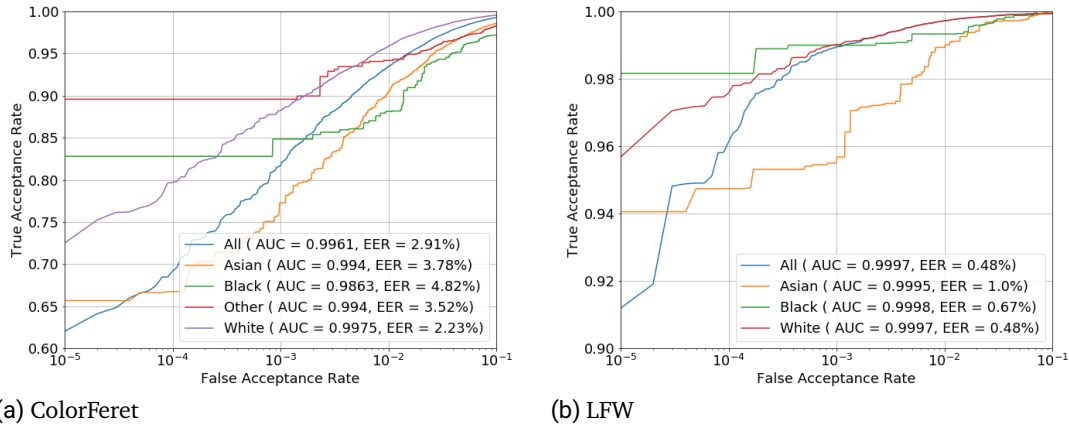 1.00
0.95
0.90
0.85
0.80
0.75
0.70
0.65
0.60
True Acceptance Rate
10⁻⁵
10⁻⁴
10⁻³
10⁻²
10⁻¹
False Acceptance Rate
All ( AUC = 0.9961, EER = 2.91%)
Asian ( AUC = 0.994, EER = 3.78%)
Black ( AUC = 0.9863, EER = 4.82%)
Other ( AUC = 0.994, EER = 3.52%)
White ( AUC = 0.9975, EER = 2.23%)
(a) ColorFeret
1.00
0.98
0.96
0.94
0.92
0.90
True Acceptance Rate
10⁻⁵
10⁻⁴
10⁻³
10⁻²
10⁻¹
False Acceptance Rate
All ( AUC = 0.9997, EER = 0.48%)
Asian ( AUC = 0.9995, EER = 1.0%)
Black ( AUC = 0.9998, EER = 0.67%)
White ( AUC = 0.9997, EER = 0.48%)
(b) LFW